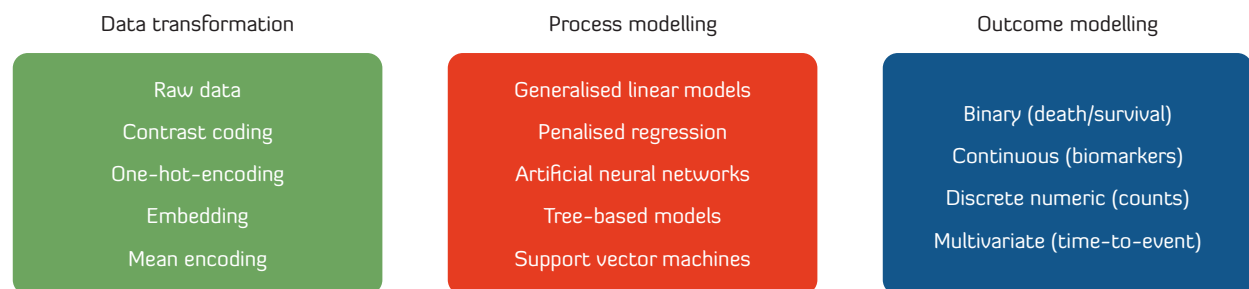 Data transformation
Raw data
Contrast coding
One-hot-encoding
Embedding
Mean encoding
Process modelling
Generalised linear models
Penalised regression
Artificial neural networks
Tree-based models
Support vector machines
Outcome modelling
Binary (death/survival)
Continuous (biomarkers)
Discrete numeric (counts)
Multivariate (time-to-event)